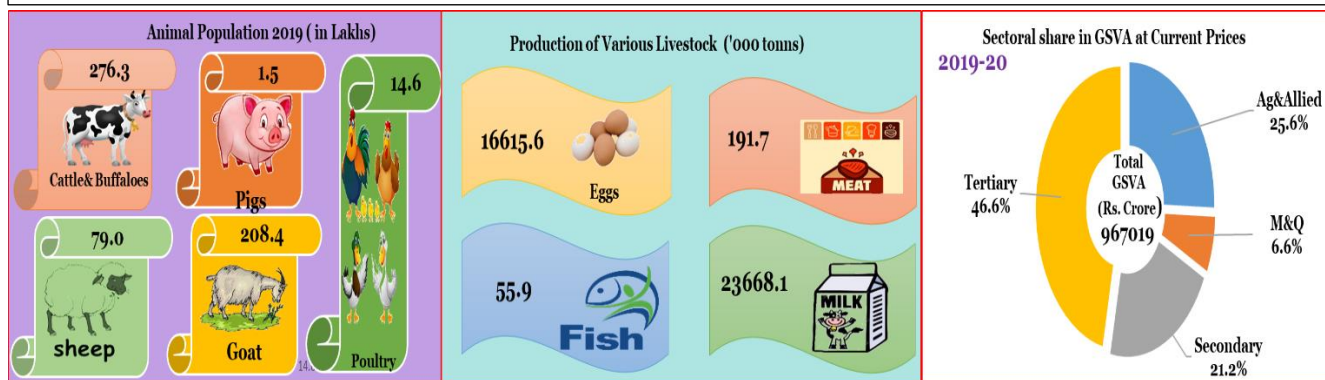 Animal Population 2019 ( in Lakhs)
276.3
Cattle& Buffaloes
1.5
Pigs
14.6
Poultry
79.0
sheep
208.4
Goat
14.
Production of Various Livestock ('000 tonns)
16615.6
Eggs
191.7
MEAT
55.9
Fish
23668.1
MILK
Sectoral share in GSVA at Current Prices
2019-20
Ag&Allied
25.6%
Tertiary
46.6%
Total
GSVA
(Rs. Crore)
967019
M&Q
6.6%
Secondary
21.2%